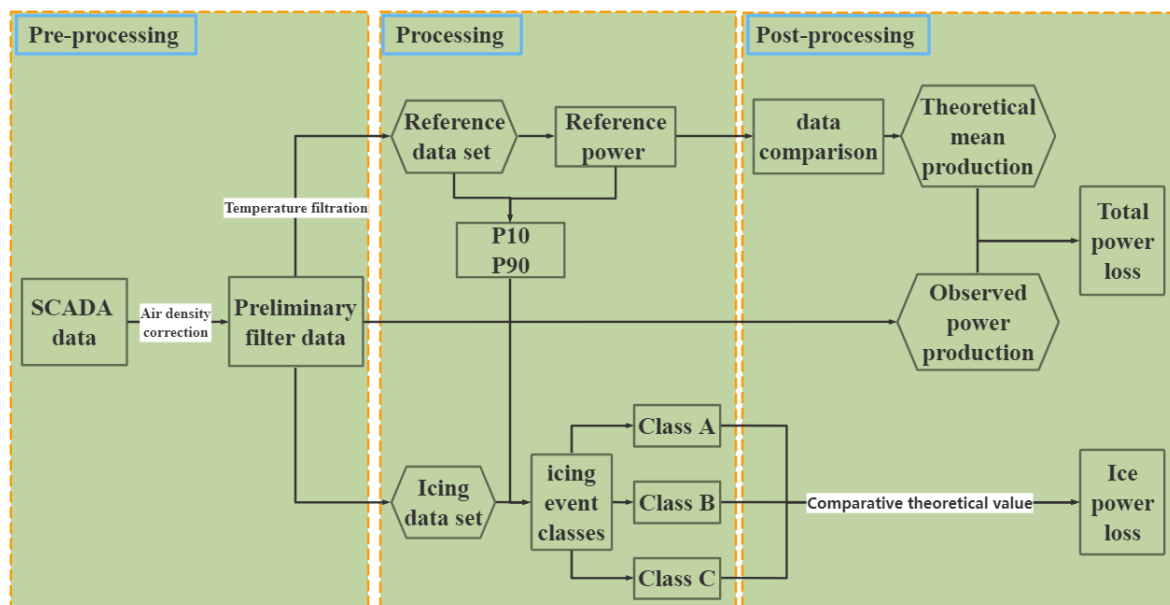 Pre-processing
Processing
Post-processing
Reference
data set
Reference
power
data
comparison
Theoretical
mean
production
Temperature filtration
P10
P90
Total
power
loss
SCADA
data
Air density
correction
Preliminary
filter data
Observed
power
production
Class A
Icing
data set
icing
event
classes
Class B
Comparative theoretical value
Ice
power
loss
Class C